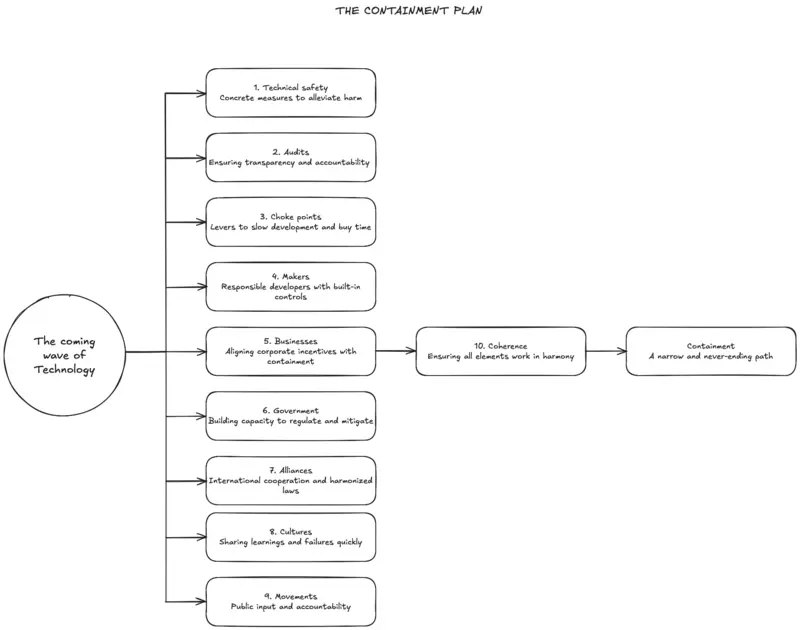 THE CONTAINMENT PLAN
1. Technical safety
Concrete measures to alleviate harm
2. Audits
Ensuring transparency and accountability
3. Choke points
Levers to slow development and buy time
4. Makers
Responsible developers with built-in
controls
The coming
wave of
Technology
5. Businesses
Aligning corporate incentives with
containment
10. Coherence
Ensuring all elements work in harmony
Containment
A narrow and never-ending path
6. Government
Building capacity to regulate and mitigate
7. Alliances
International cooperation and harmonized
laws
8. Cultures
Sharing learnings and failures quickly
9. Movements
Public input and accountability